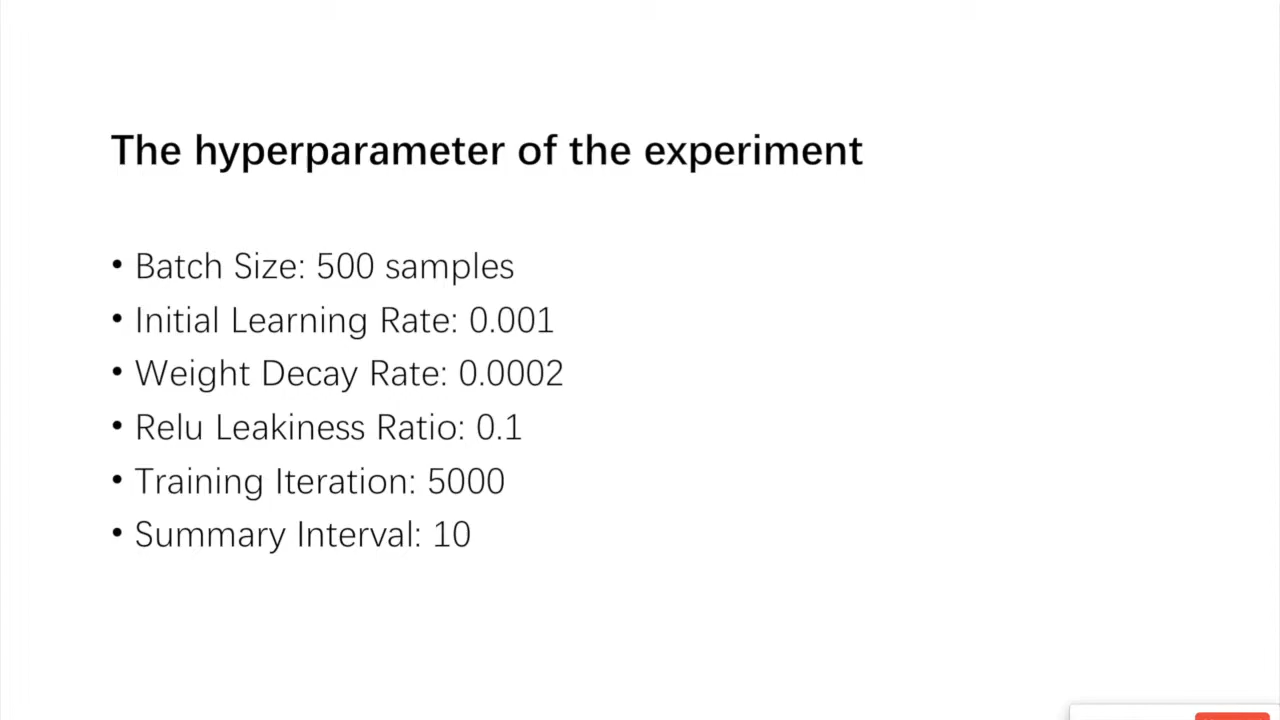 The hyperparameter of the experiment
• Batch Size: 500 samples
• Initial Learning Rate: 0.001
• Weight Decay Rate: 0.0002
• Relu Leakiness Ratio: 0.1
• Training Iteration: 5000
• Summary Interval: 10